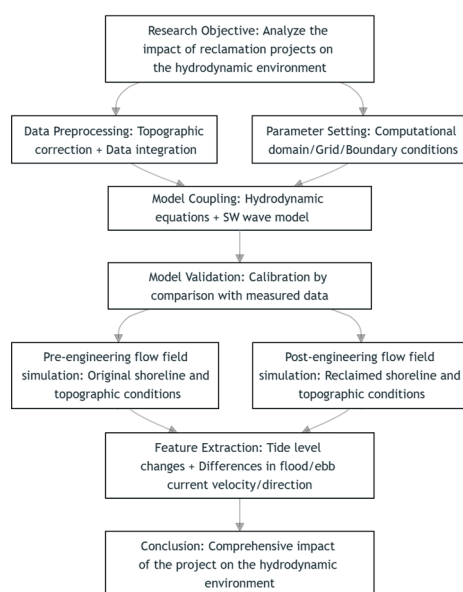 Research Objective: Analyze the
impact of reclamation projects on
the hydrodynamic environment
Data Preprocessing: Topographic
correction + Data integration
Parameter Setting: Computational
domain/Grid/Boundary conditions
Model Coupling: Hydrodynamic
equations + SW wave model
Model Validation: Calibration by
comparison with measured data
Pre-engineering flow field
simulation: Original shoreline and
topographic conditions
Post-engineering flow field
simulation: Reclaimed shoreline and
topographic conditions
Feature Extraction: Tide level
changes + Differences in flood/ebb
current velocity/direction
Conclusion: Comprehensive impact
of the project on the hydrodynamic
environment